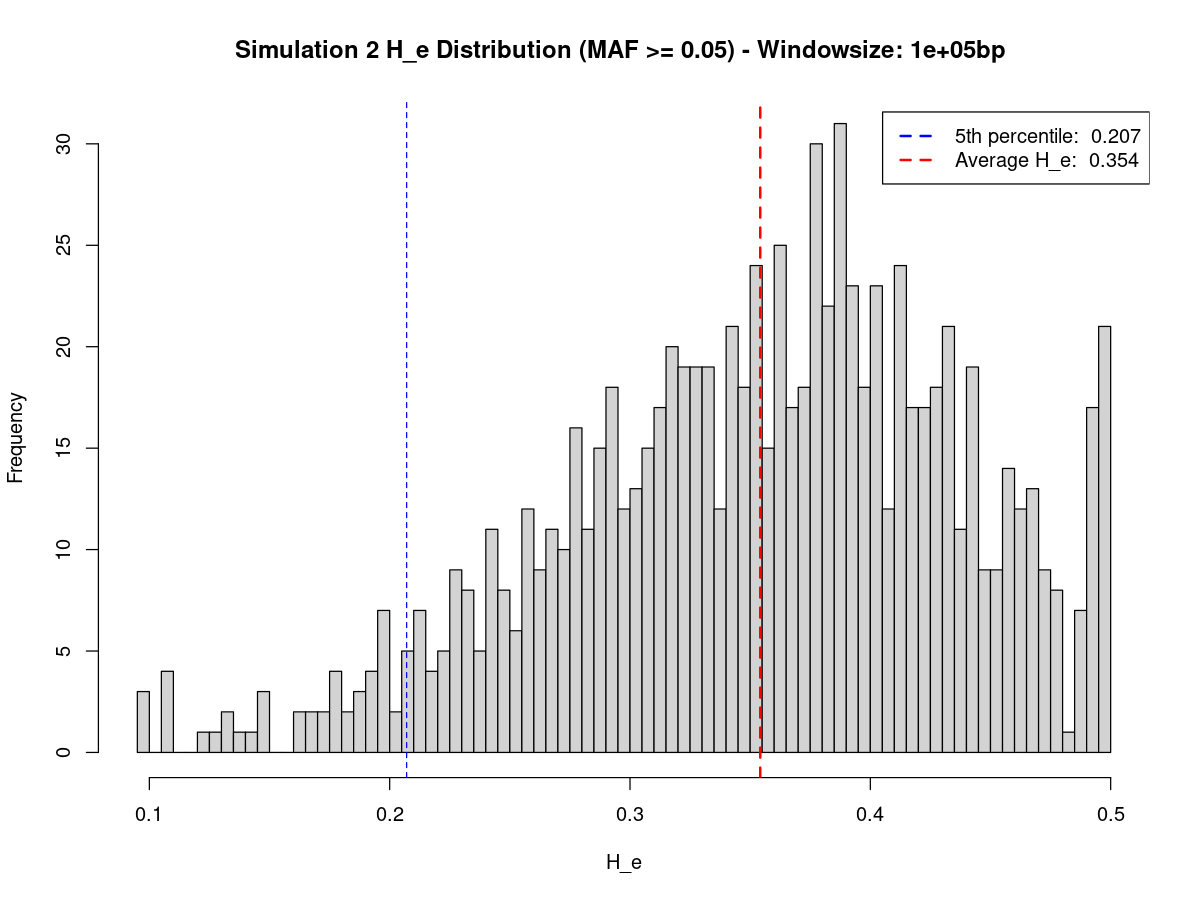 Simulation 2 H_e Distribution (MAF >= 0.05) - Windowsize: 1e+05bp
5th percentile:  0.207
Average H_e:  0.354
Frequency
30
25
20
15
10
5
0
0.1
0.2
0.3
0.4
0.5
H_e